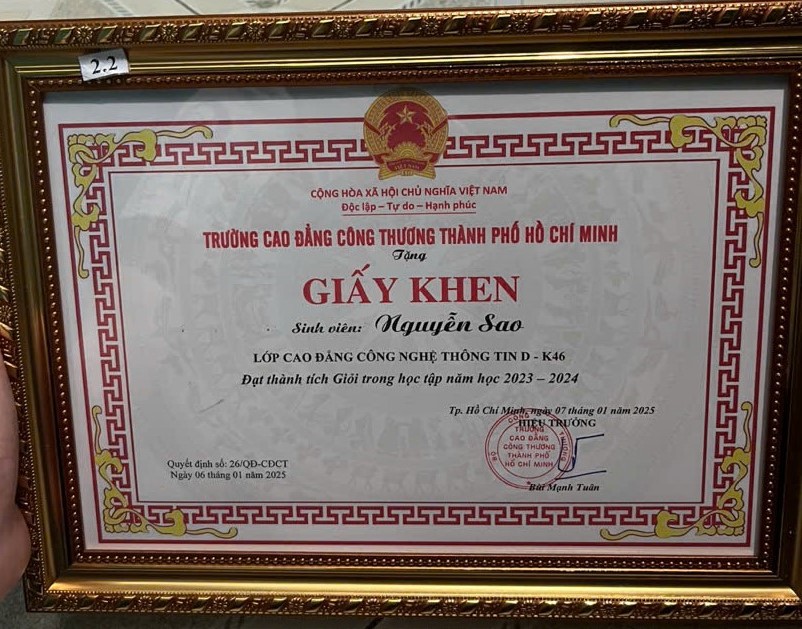 2.2
VIỆT NAM
CỘNG HÒA XÃ HỘI CHỦ NGHĨA VIỆT NAM
Độc lập – Tự do – Hạnh phúc
TRƯỜNG CAO ĐẲNG CÔNG THƯƠNG THÀNH PHỐ HỒ CHÍ MINH
Tặng
GIẤY KHEN
Sinh viên: Nguyễn Sao
LỚP CAO ĐẲNG CÔNG NGHỆ THÔNG TIN D - K46
Đạt thành tích Giỏi trong học tập năm học 2023 – 2024
Tp. Hồ Chí Minh, ngày 07 tháng 01 năm 2025
HIỆU TRƯỞNG
TRƯỜNG
CAO ĐẲNG
CÔNG THƯƠNG
THÀNH PHỐ
HỒ CHÍ MINH
Bùi Mạnh Tuân
Quyết định số: 26/QĐ-CĐCT
Ngày 06 tháng 01 năm 2025